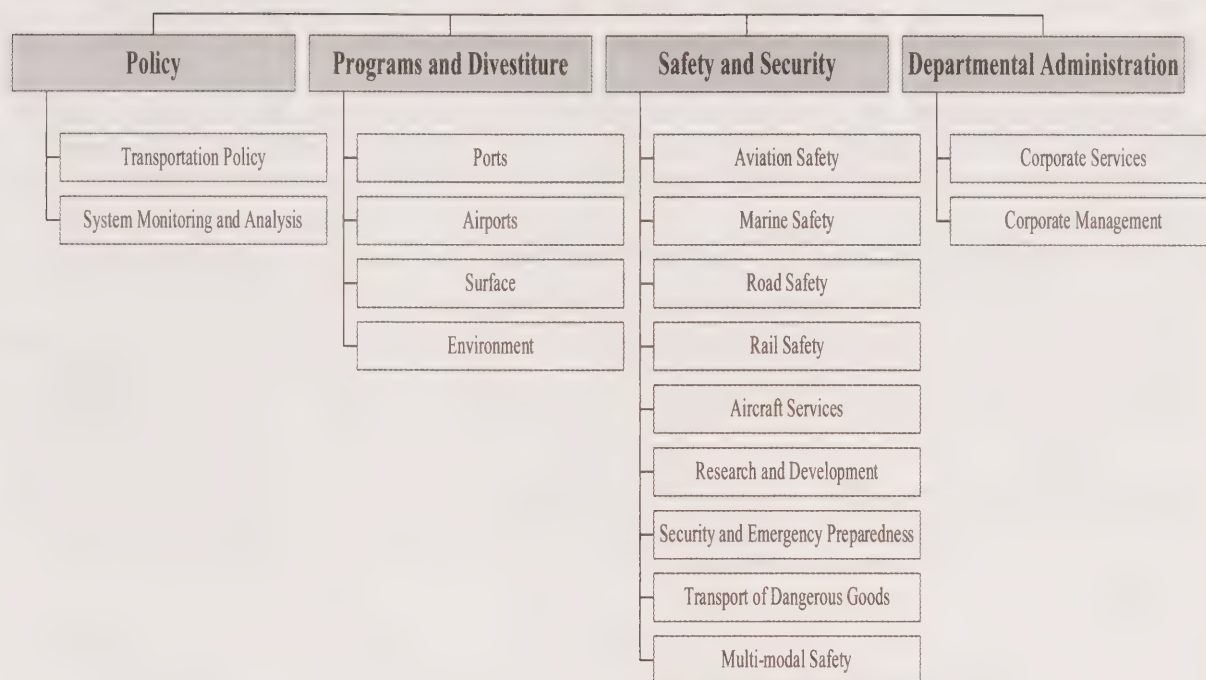 Policy
Transportation Policy
System Monitoring and Analysis
Programs and Divestiture
Ports
Airports
Surface
Environment
Safety and Security
Aviation Safety
Marine Safety
Road Safety
Rail Safety
Aircraft Services
Research and Development
Security and Emergency Preparedness
Transport of Dangerous Goods
Multi-modal Safety
Departmental Administration
Corporate Services
Corporate Management